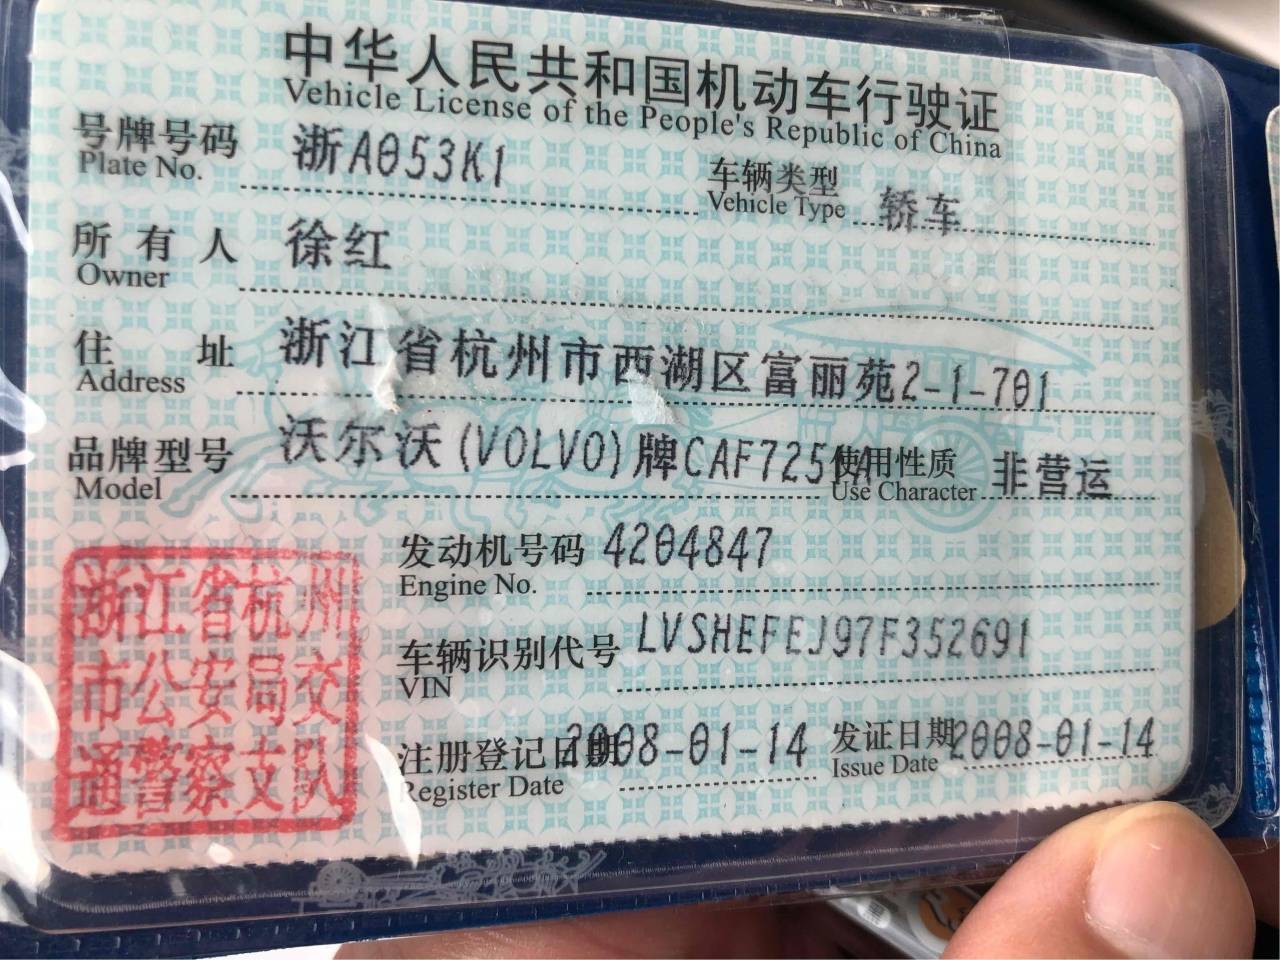 中华人民共和国机动车行驶证
Vehicle License of the People's Republic of China
号牌号码 浙A053K1 车辆类型 轿车
Plate No. Vehicle Type
所有人 徐红
Owner
住址 浙江省杭州市西湖区富丽苑2-1-701
Address
品牌型号 沃尔沃(VOLVO)牌CAF7251A 使用性质 非营运
Model Use Character
发动机号码 4204847
Engine No.
车辆识别代号 LVSHEFEJ97F352691
VIN
注册登记日期 2008-01-14 发证日期 2008-01-14
Register Date Issue Date
浙江省杭州
市公安局交
通警察支队